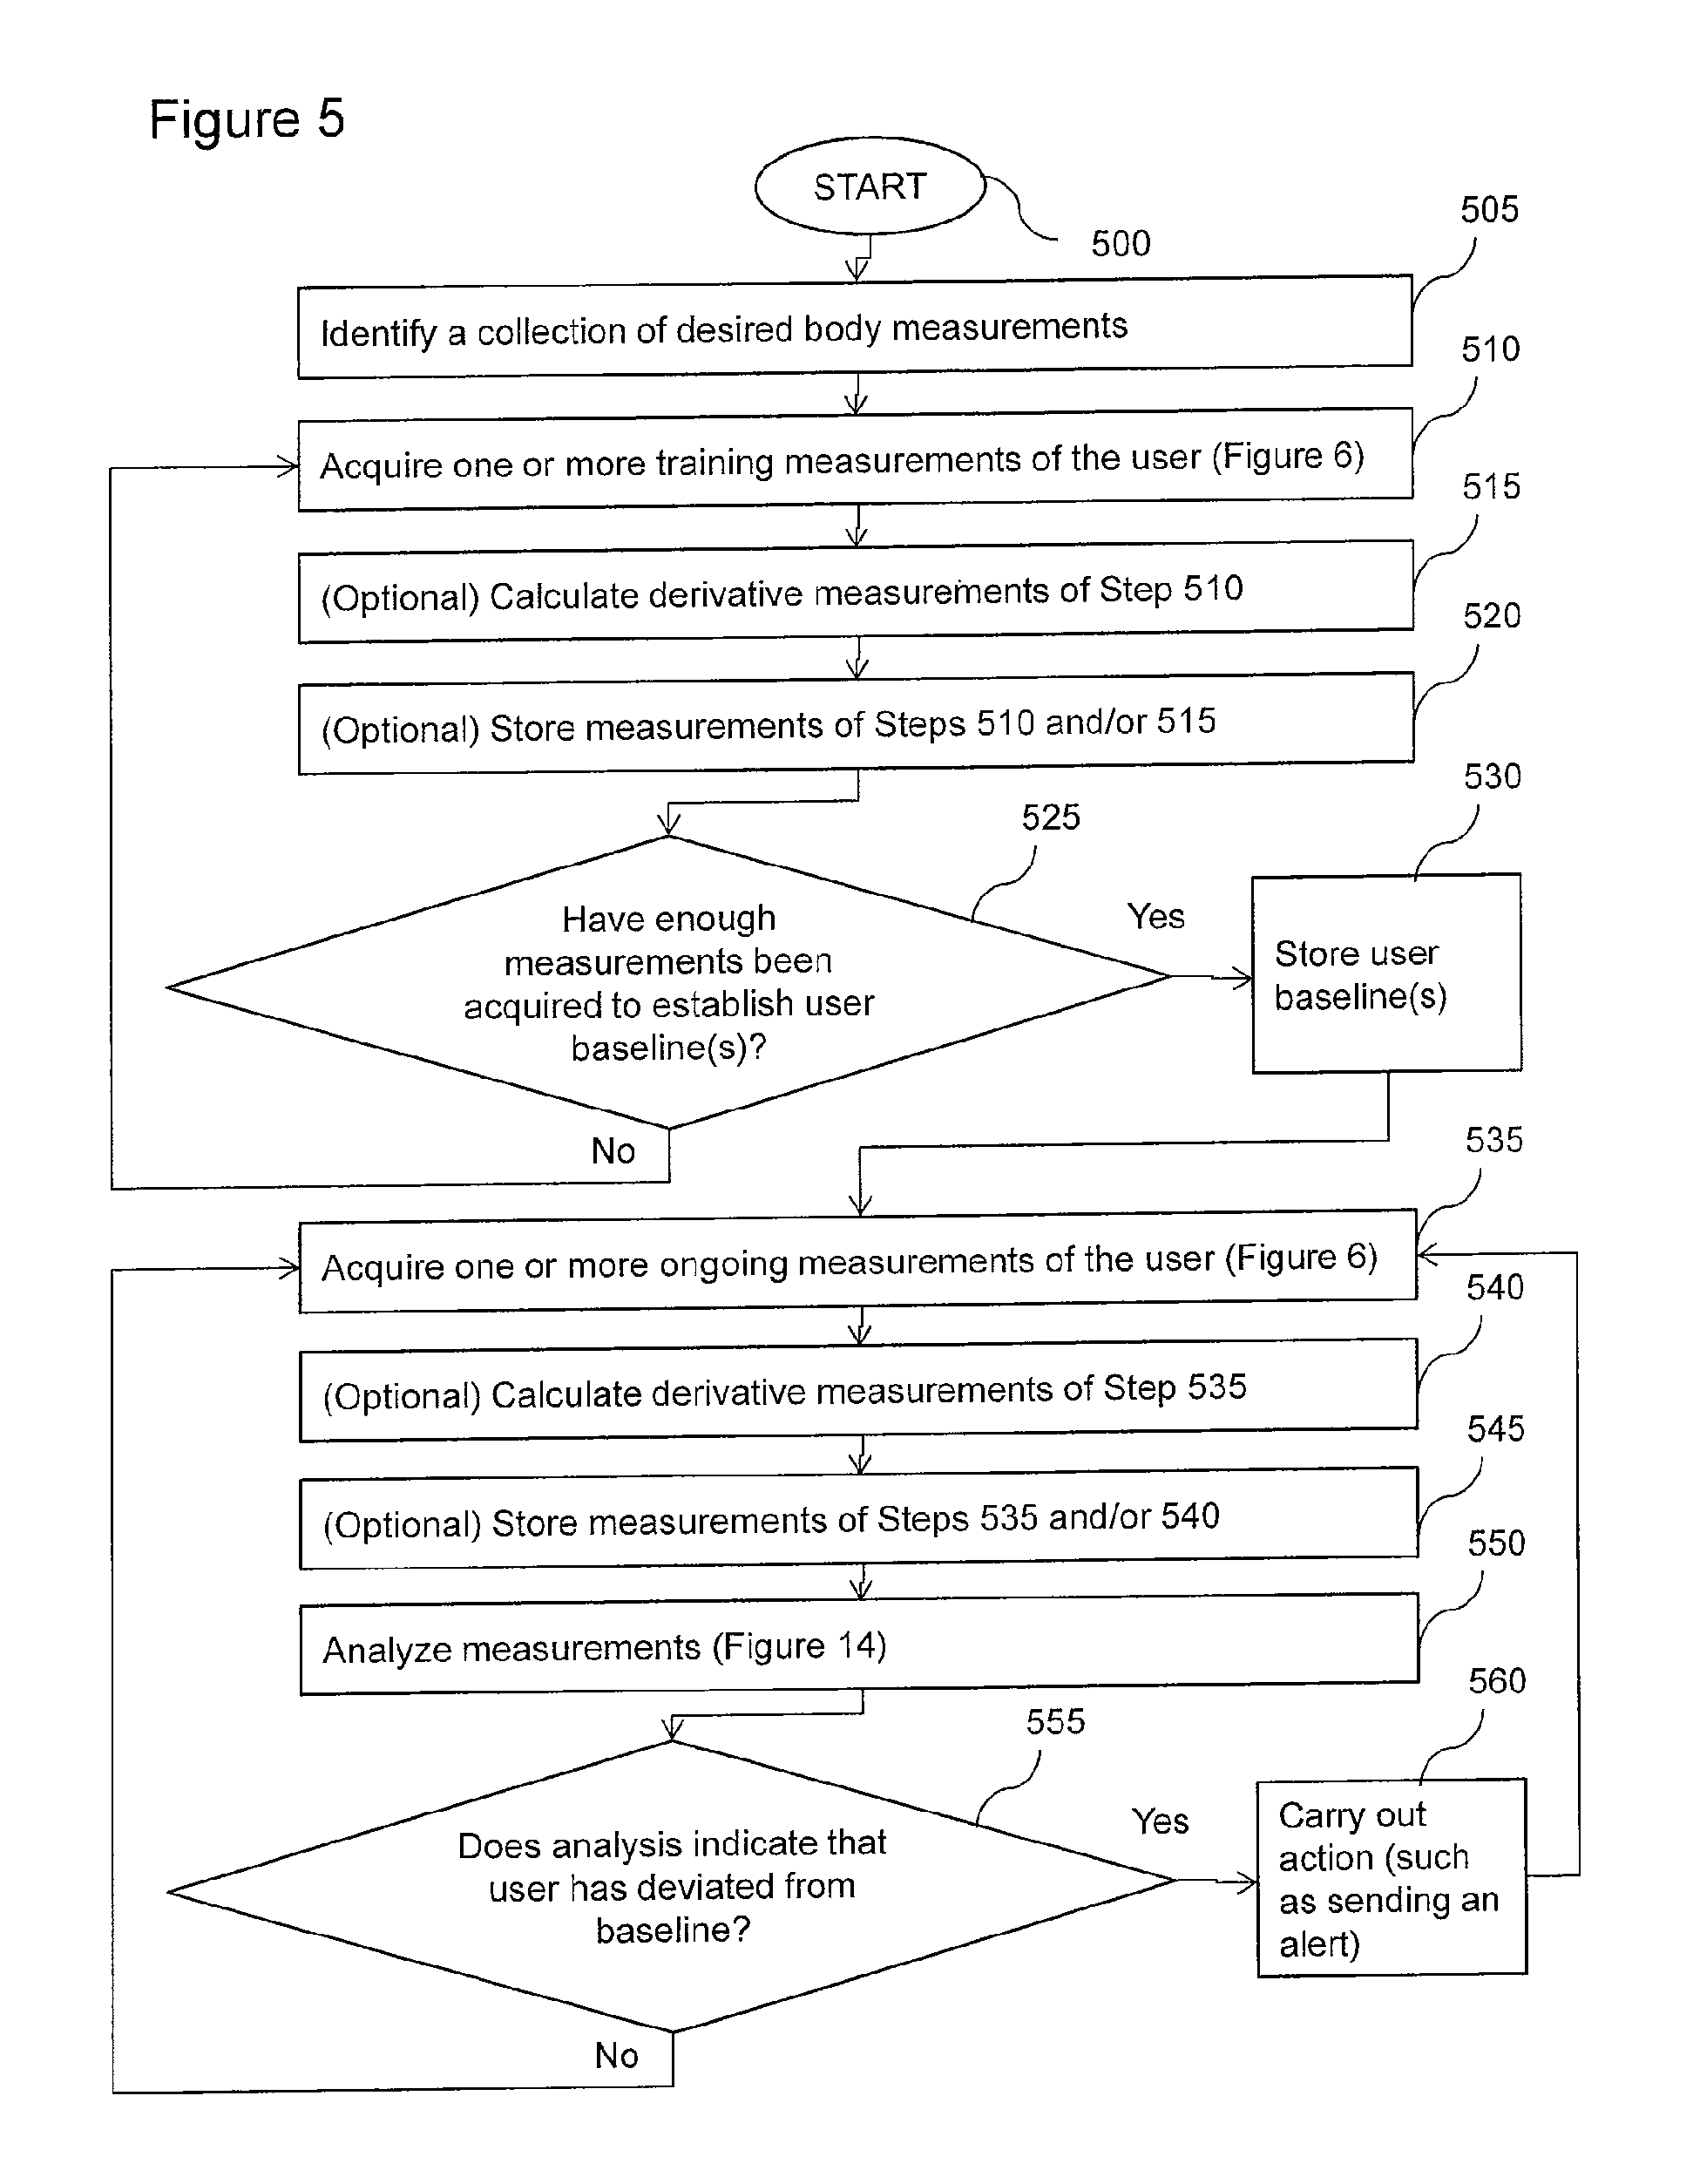 Figure 5
START
500
505
Identify a collection of desired body measurements
510
Acquire one or more training measurements of the user (Figure 6)
515
(Optional) Calculate derivative measurements of Step 510
520
(Optional) Store measurements of Steps 510 and/or 515
530
525
Have enough
measurements been
acquired to establish user
baseline(s)?
Yes
Store user
baseline(s)
No
535
Acquire one or more ongoing measurements of the user (Figure 6)
540
(Optional) Calculate derivative measurements of Step 535
545
(Optional) Store measurements of Steps 535 and/or 540
550
Analyze measurements (Figure 14)
560
555
Does analysis indicate that
user has deviated from
baseline?
Yes
Carry out
action (such
as sending an
alert)
No